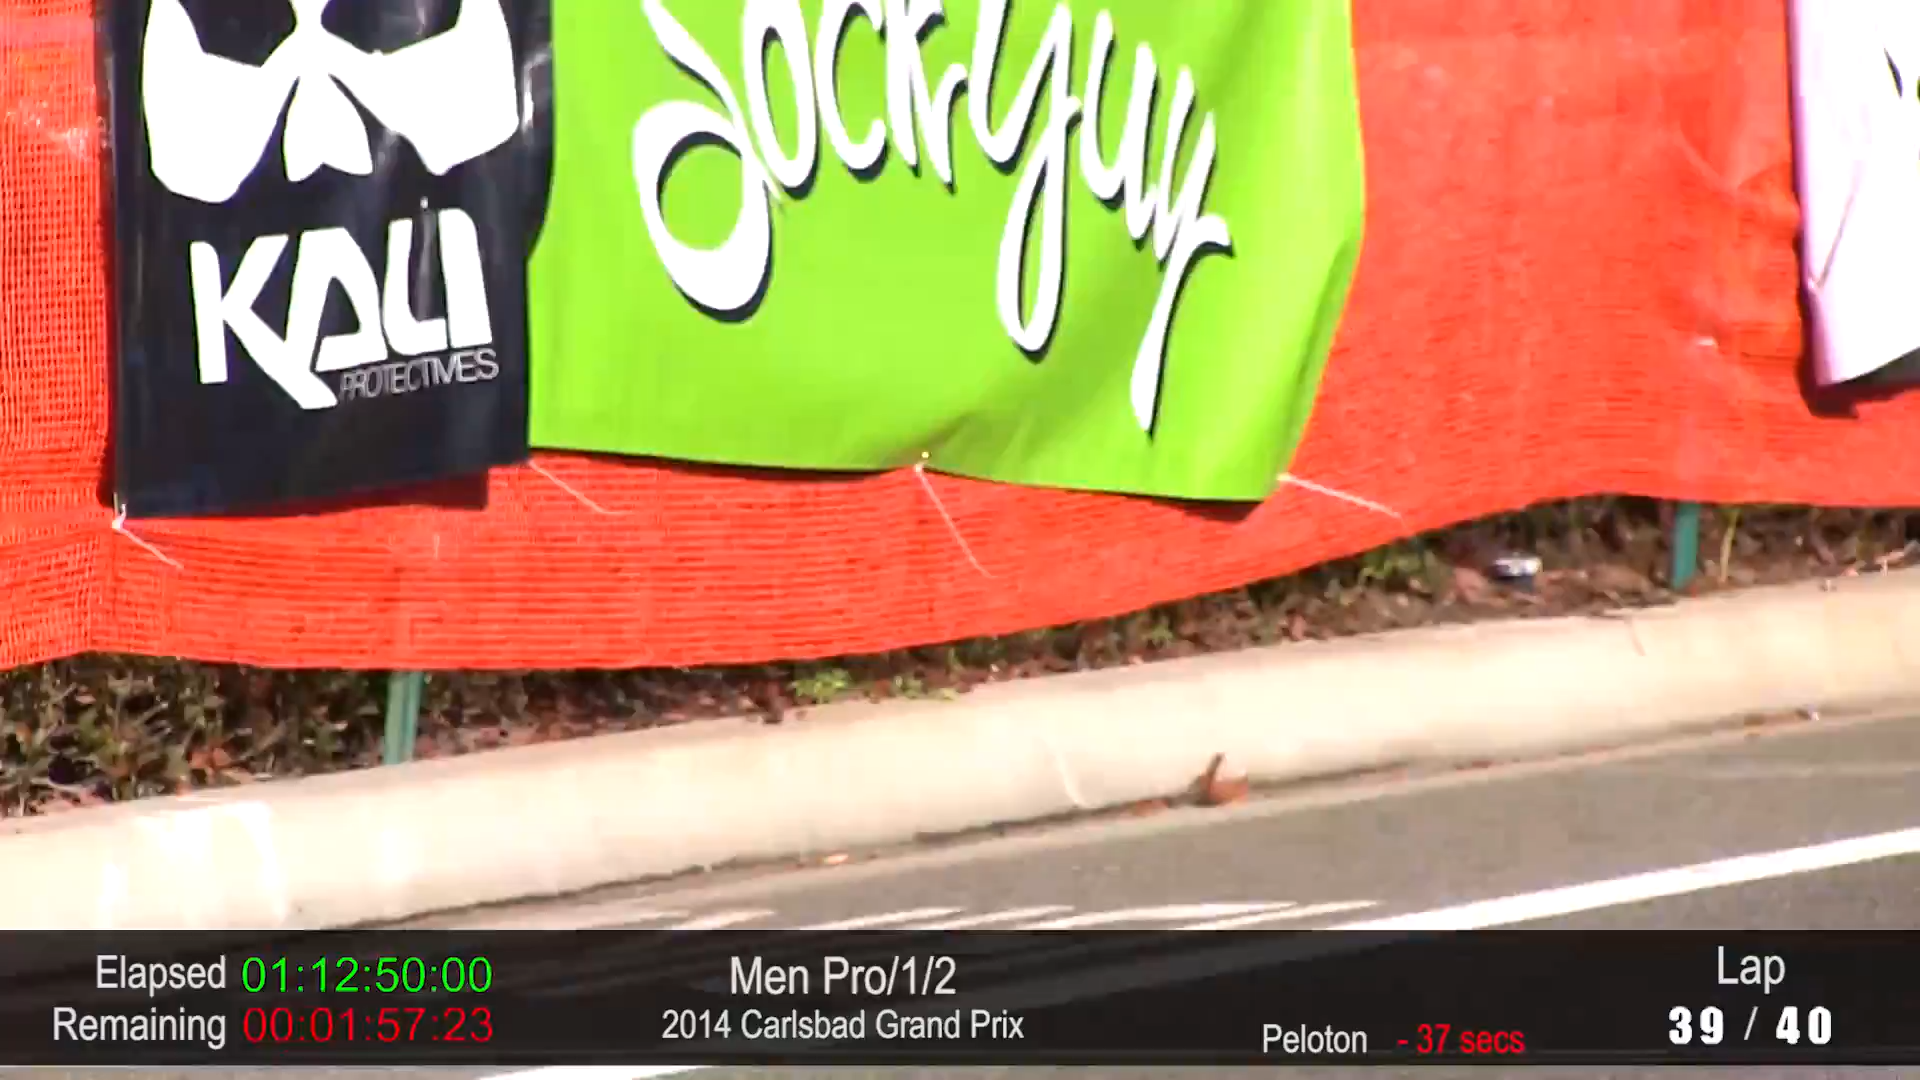 KALI
PROTECTIVES
SockGuy
Elapsed 01:12:50:00
Remaining 00:01:57:23
Men Pro/1/2
2014 Carlsbad Grand Prix
Peloton - 37 secs
Lap
39 / 40